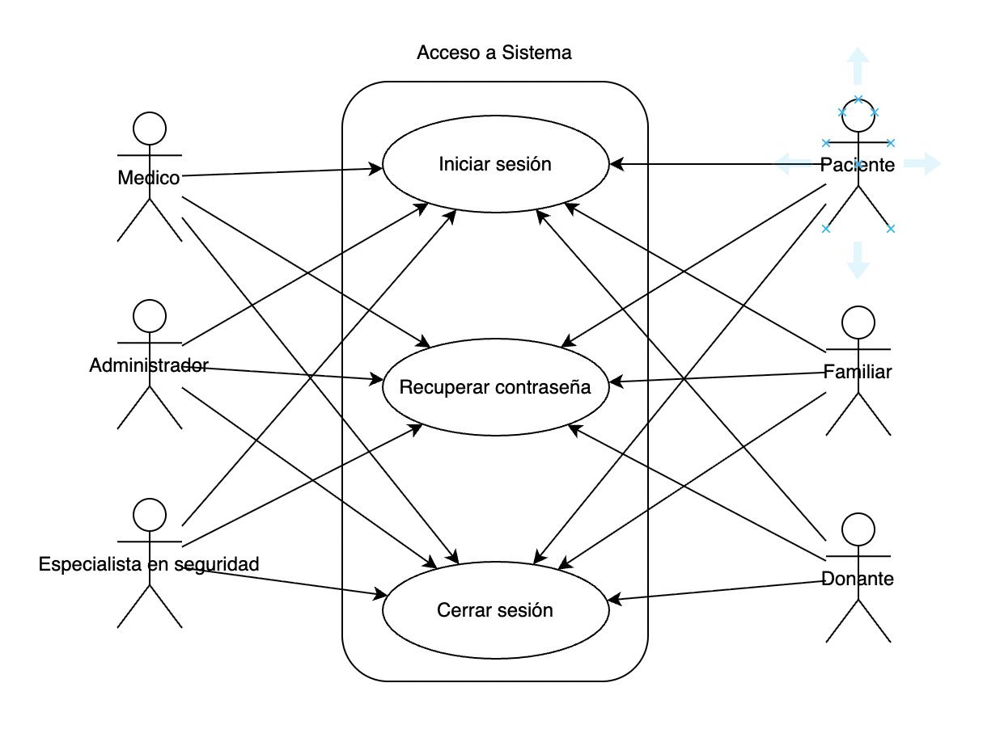 Acceso a Sistema
Medico
Iniciar sesión
Paciente
Administrador
Recuperar contraseña
Familiar
Especialista en seguridad
Cerrar sesión
Donante